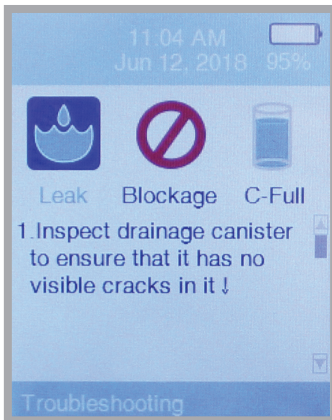 11:04 AM
Jun 12, 2018 95%
Leak Blockage C-Full
1.Inspect drainage canister
to ensure that it has no
visible cracks in it ↓
Troubleshooting